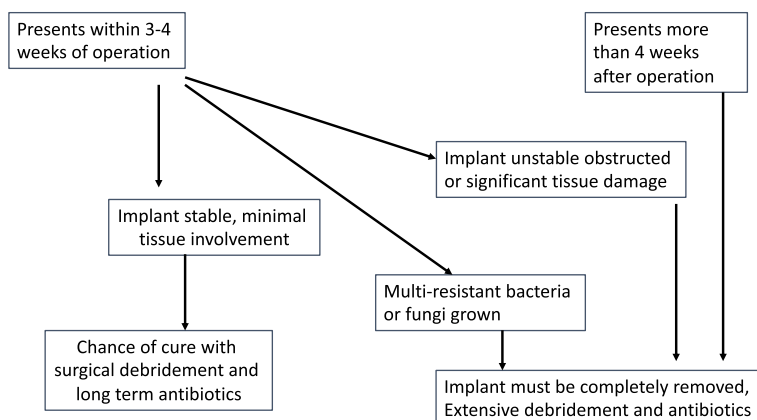 Presents within 3-4
weeks of operation
Presents more
than 4 weeks
after operation
Implant unstable obstructed
or significant tissue damage
Implant stable, minimal
tissue involvement
Multi-resistant bacteria
or fungi grown
Chance of cure with
surgical debridement and
long term antibiotics
Implant must be completely removed,
Extensive debridement and antibiotics